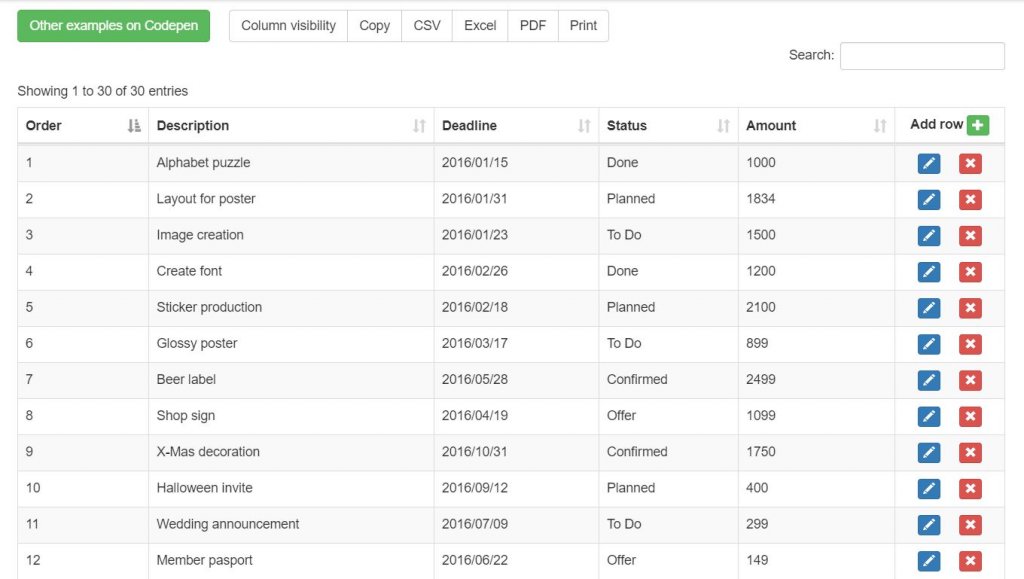 Other examples on Codepen Column visibility Copy CSV Excel PDF Print
Search:
Showing 1 to 30 of 30 entries
Order Description Deadline Status Amount Add row
1 Alphabet puzzle 2016/01/15 Done 1000
2 Layout for poster 2016/01/31 Planned 1834
3 Image creation 2016/01/23 To Do 1500
4 Create font 2016/02/26 Done 1200
5 Sticker production 2016/02/18 Planned 2100
6 Glossy poster 2016/03/17 To Do 899
7 Beer label 2016/05/28 Confirmed 2499
8 Shop sign 2016/04/19 Offer 1099
9 X-Mas decoration 2016/10/31 Confirmed 1750
10 Halloween invite 2016/09/12 Planned 400
11 Wedding announcement 2016/07/09 To Do 299
12 Member pasport 2016/06/22 Offer 149